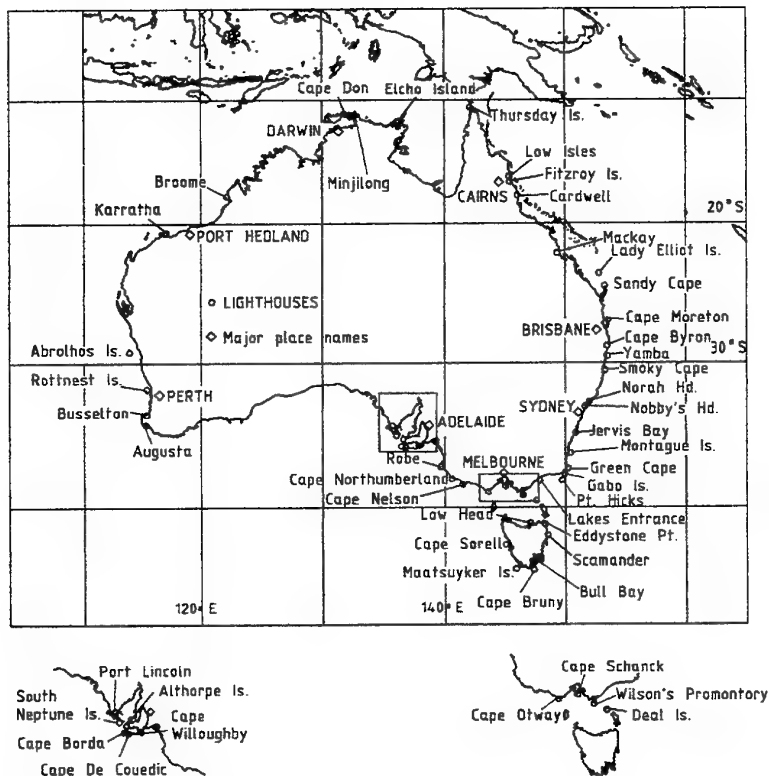 Cape Don
Elcho Island
Thursday Is.
DARWIN
Minjilong
Low Isles
Fitzroy Is.
CAIRNS
Cardwell
Broome
20°S
Karratha
PORT HEDLAND
Mackay
Lady Elliot Is.
Sandy Cape
LIGHTHOUSES
Cape Moreton
BRISBANE
Major place names
Cape Byron
Abrolhos Is.
Yamba
30°S
Smoky Cape
Rottnest Is.
PERTH
Norah Hd.
SYDNEY
Nobby's Hd.
Busselton
ADELAIDE
Jervis Bay
Augusta
Robe
MELBOURNE
Montague Is.
Cape Northumberland
Green Cape
Gabo Is.
Cape Nelson
Pt. Hicks
Low Head
Lakes Entrance
Eddystone Pt.
Cape Sorell
Scamander
Maatsuyker Is.
Bull Bay
120° E
140° E
Cape Bruny
Port Lincoln
Althorpe Is.
South
Neptune Is.
Cape
Willoughby
Cape Borda
Cape De Couedic
Cape Schanck
Wilson's Promontory
Cape Otway
Deal Is.